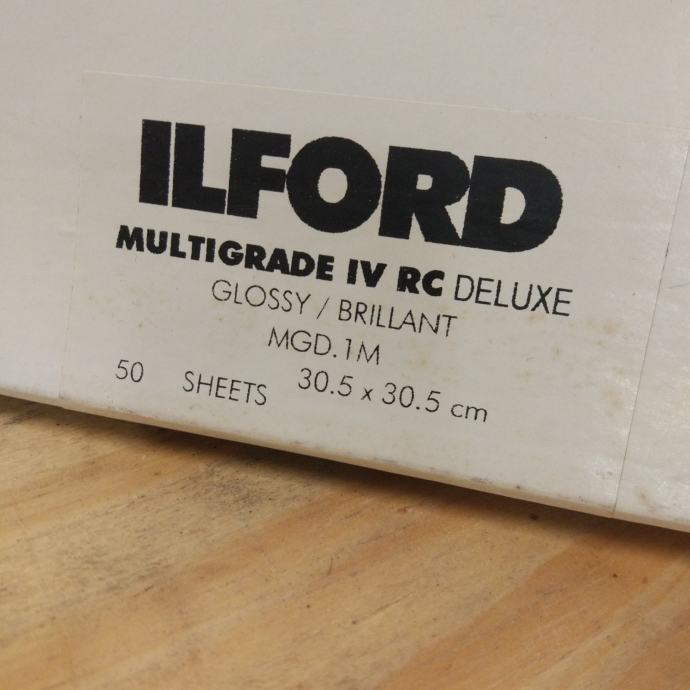 ILFORD
MULTIGRADE IV RC DELUXE
GLOSSY / BRILLANT
MGD.1M
50 SHEETS 30.5 x 30.5 cm